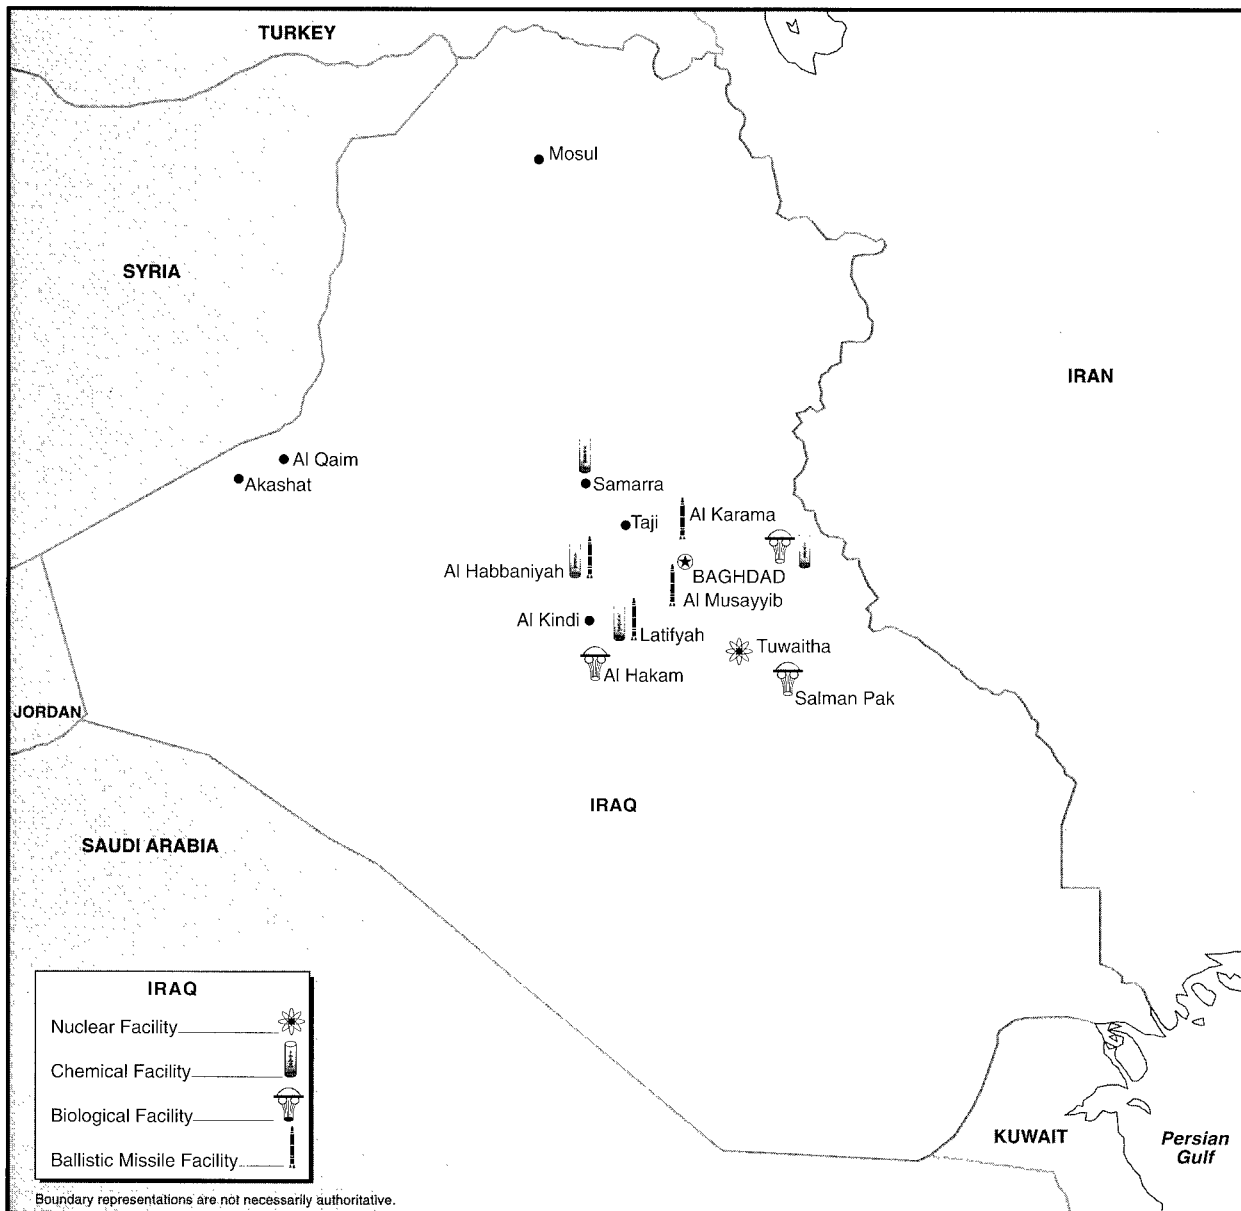 TURKEY
Mosul
SYRIA
IRAN
Al Qaim
Akashat
Samarra
Al Karama
Taji
Al Habbaniyah
BAGHDAD
Al Musayyib
Al Kindi
Latifyah
Tuwaitha
Al Hakam
Salman Pak
JORDAN
IRAQ
SAUDI ARABIA
IRAQ
Nuclear Facility
Chemical Facility
Biological Facility
Ballistic Missile Facility
KUWAIT
Persian
Gulf
Boundary representations are not necessarily authoritative.